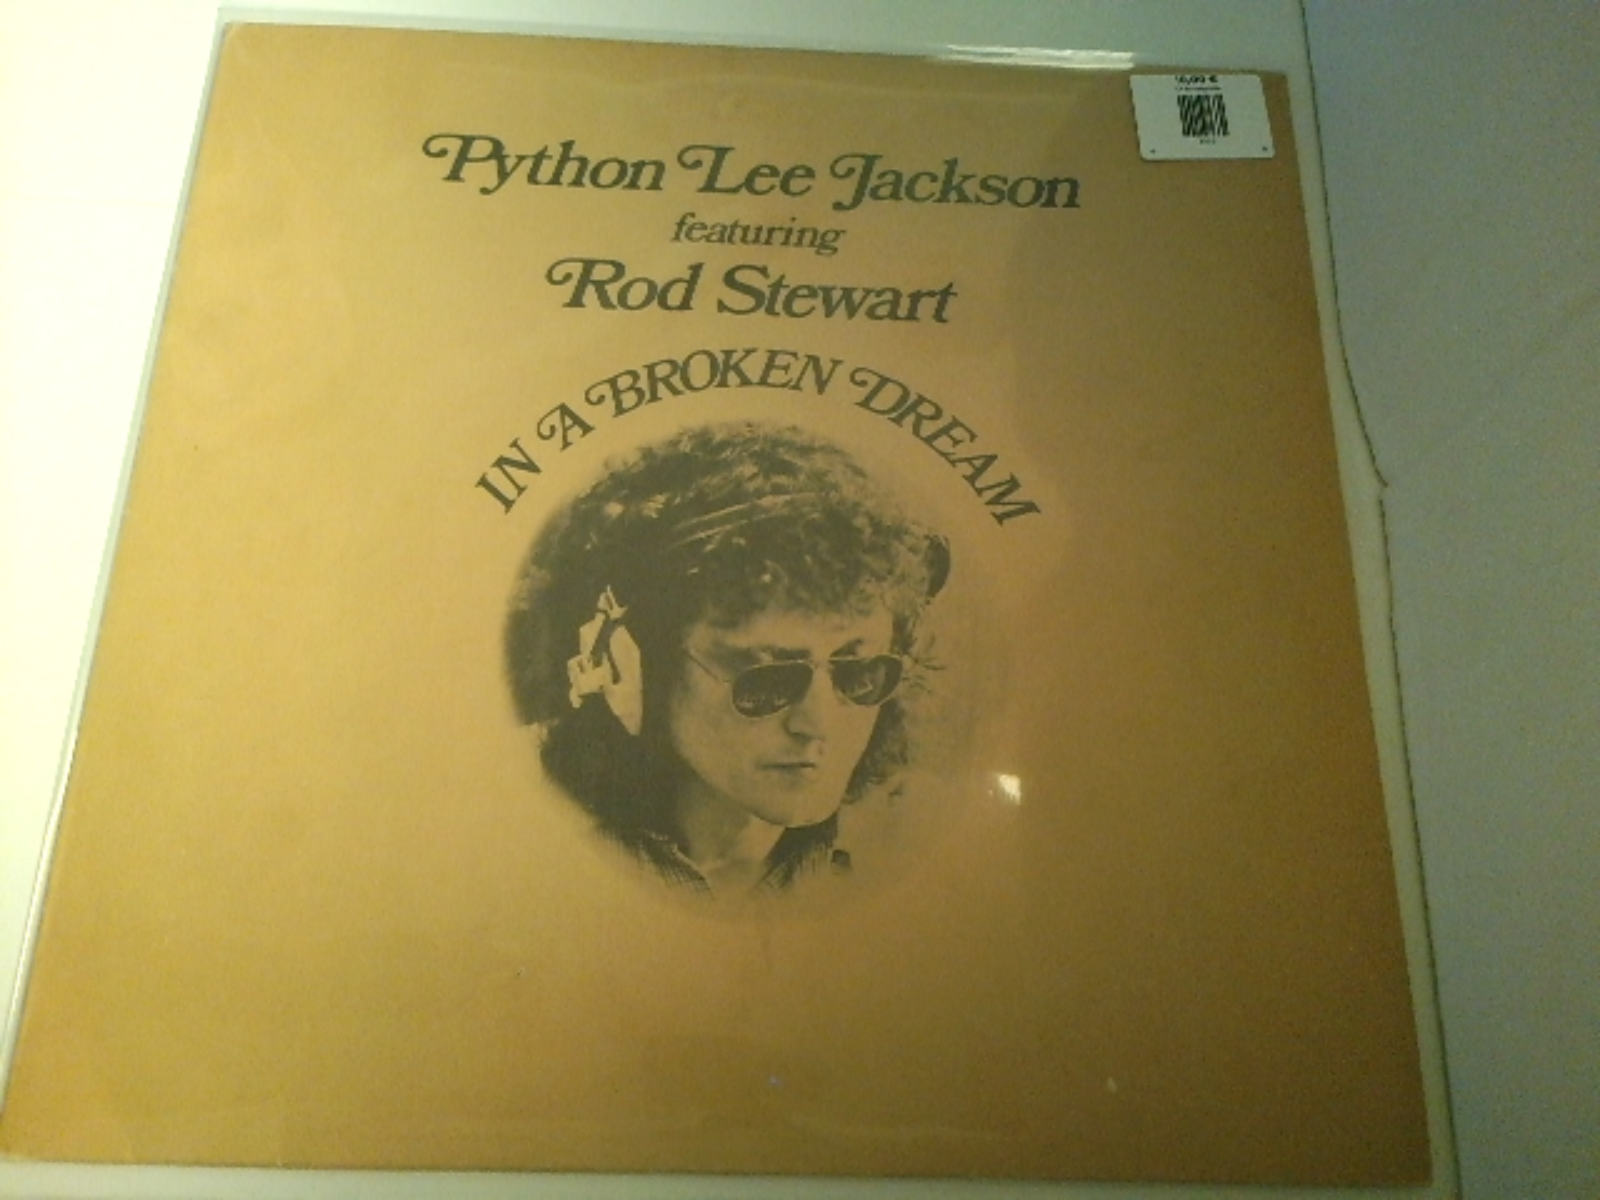 Python Lee Jackson
featuring
Rod Stewart
IN A BROKEN DREAM